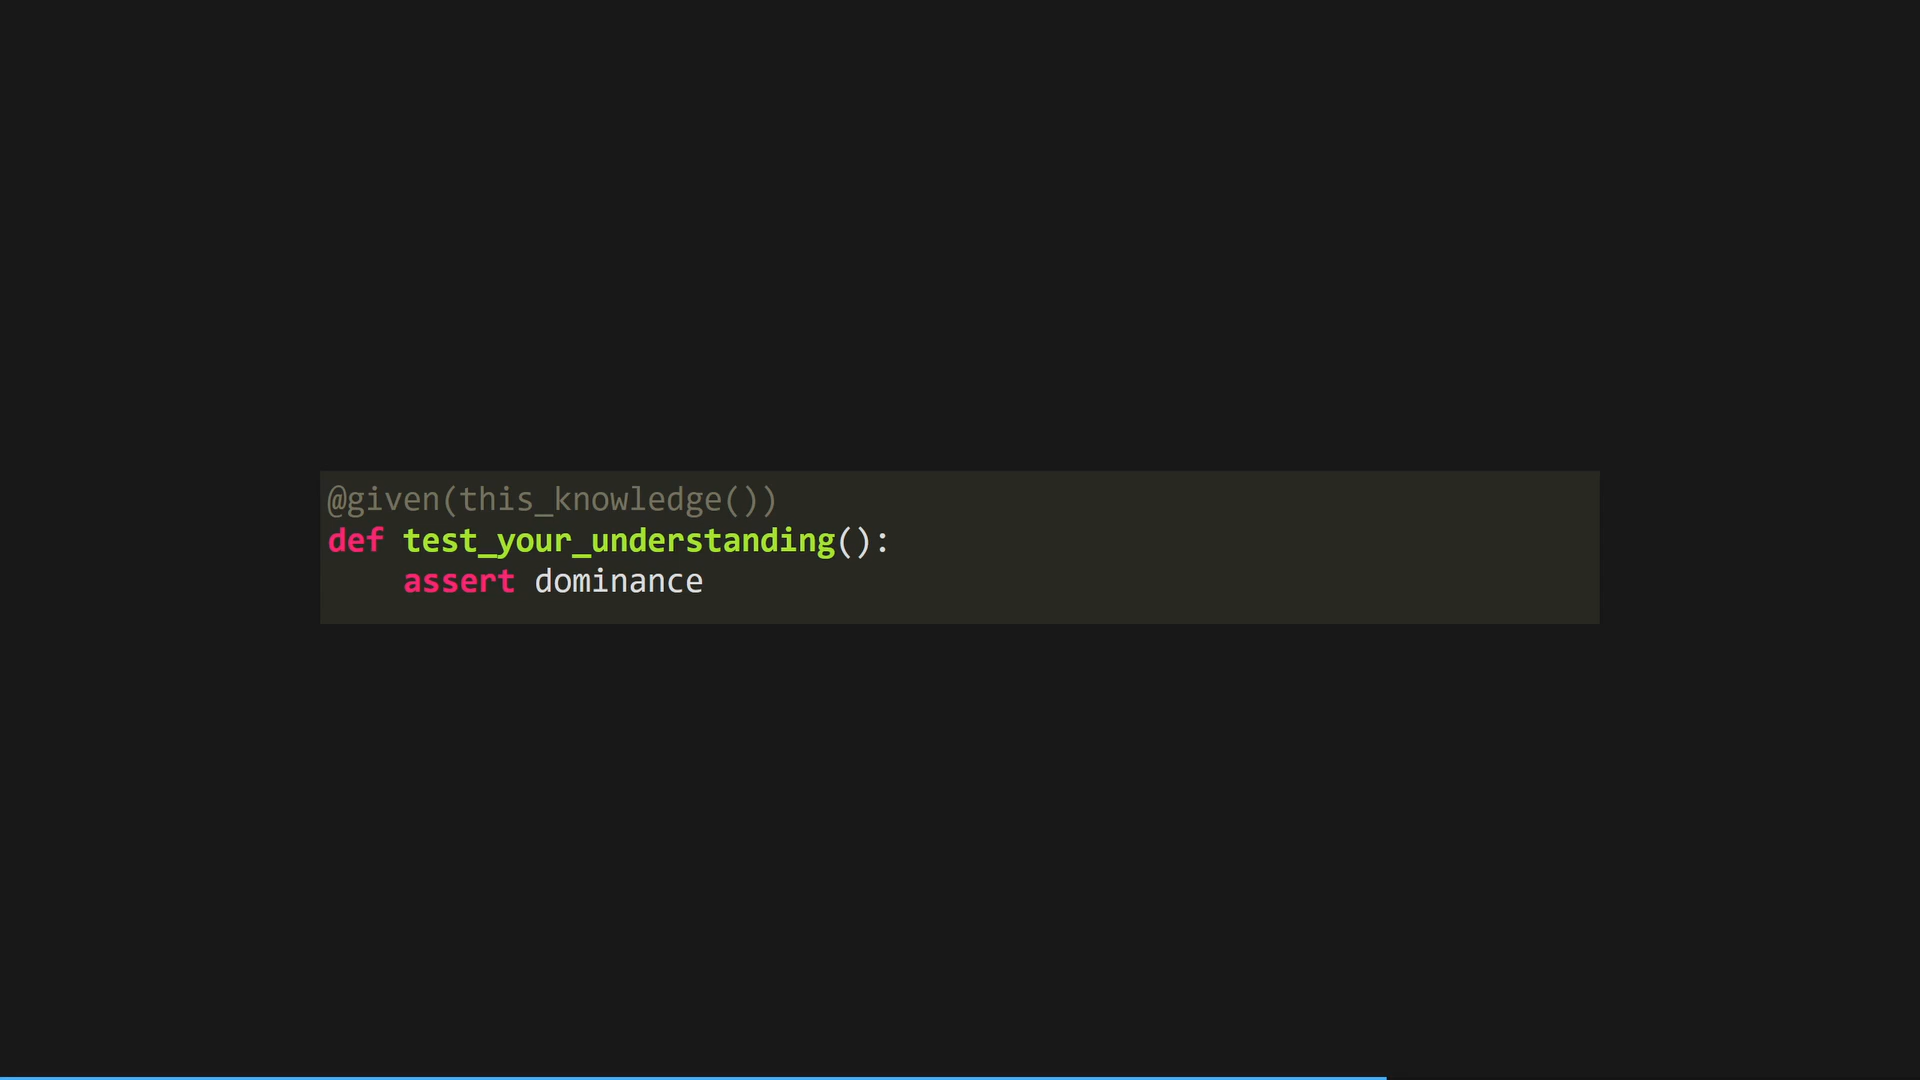 @given(this_knowledge())
def test_your_understanding():
    assert dominance